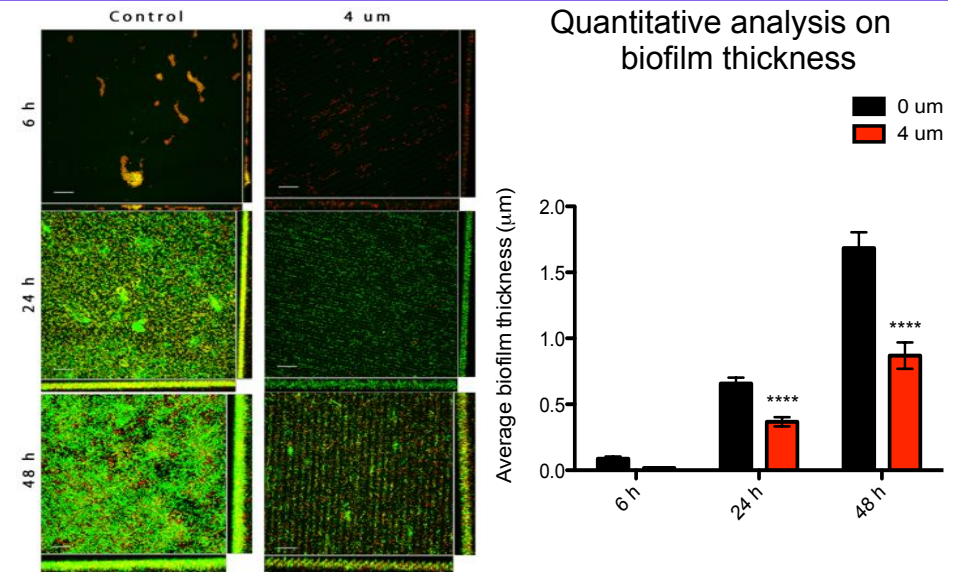 Control
4 um
6 h
24 h
48 h
Quantitative analysis on
biofilm thickness
0 um
4 um
Average biofilm thickness (μm)
2.0
1.5
1.0
0.5
0.0
****
****
6 h
24 h
48 h